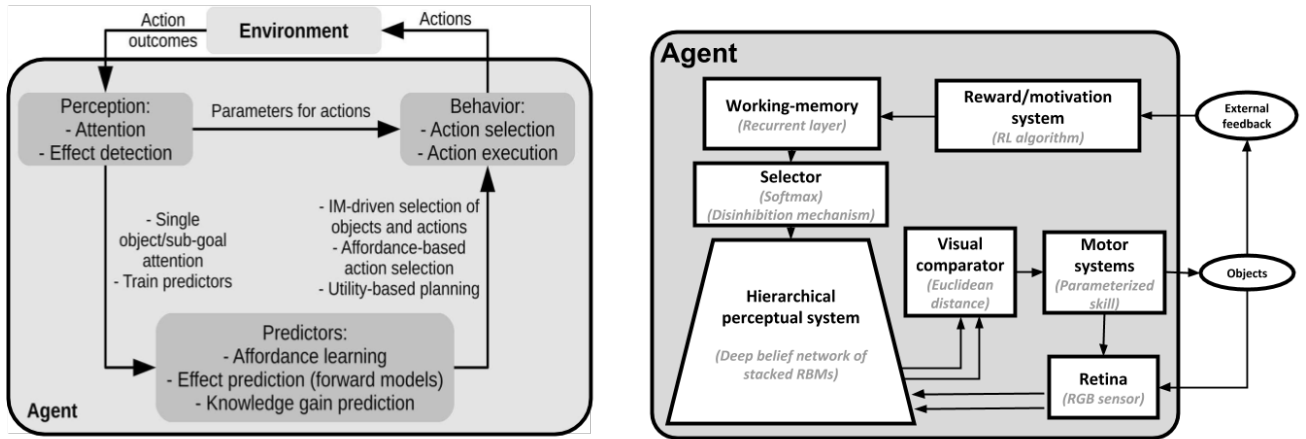 Action
outcomes
Environment
Actions
Perception:
- Attention
- Effect detection
Parameters for actions
Behavior:
- Action selection
- Action execution
- Single
object/sub-goal
attention
- Train predictors
- IM-driven selection of
objects and actions
- Affordance-based
action selection
- Utility-based planning
Predictors:
- Affordance learning
- Effect prediction (forward models)
- Knowledge gain prediction
Agent
Agent
Working-memory
(Recurrent layer)
Reward/motivation
system
(RL algorithm)
External
feedback
Selector
(Softmax)
(Disinhibition mechanism)
Hierarchical
perceptual system
(Deep belief network of
stacked RBMs)
Visual
comparator
(Euclidean
distance)
Motor
systems
(Parameterized
skill)
Objects
Retina
(RGB sensor)